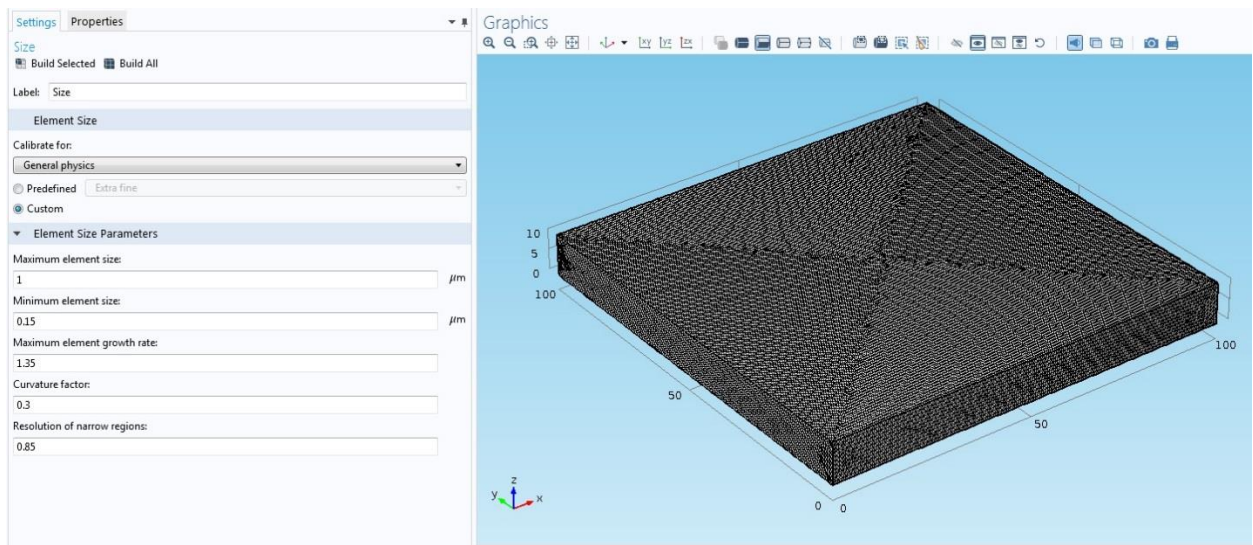 Settings Properties
Size
Build Selected Build All
Label: Size
Element Size
Calibrate for:
General physics
Predefined Extra fine
Custom
Element Size Parameters
Maximum element size:
1 μm
Minimum element size:
0.15 μm
Maximum element growth rate:
1.35
Curvature factor:
0.3
Resolution of narrow regions:
0.85
Graphics
xy yz zx
10
5
0
100
100
50
50
z
y x
0 0